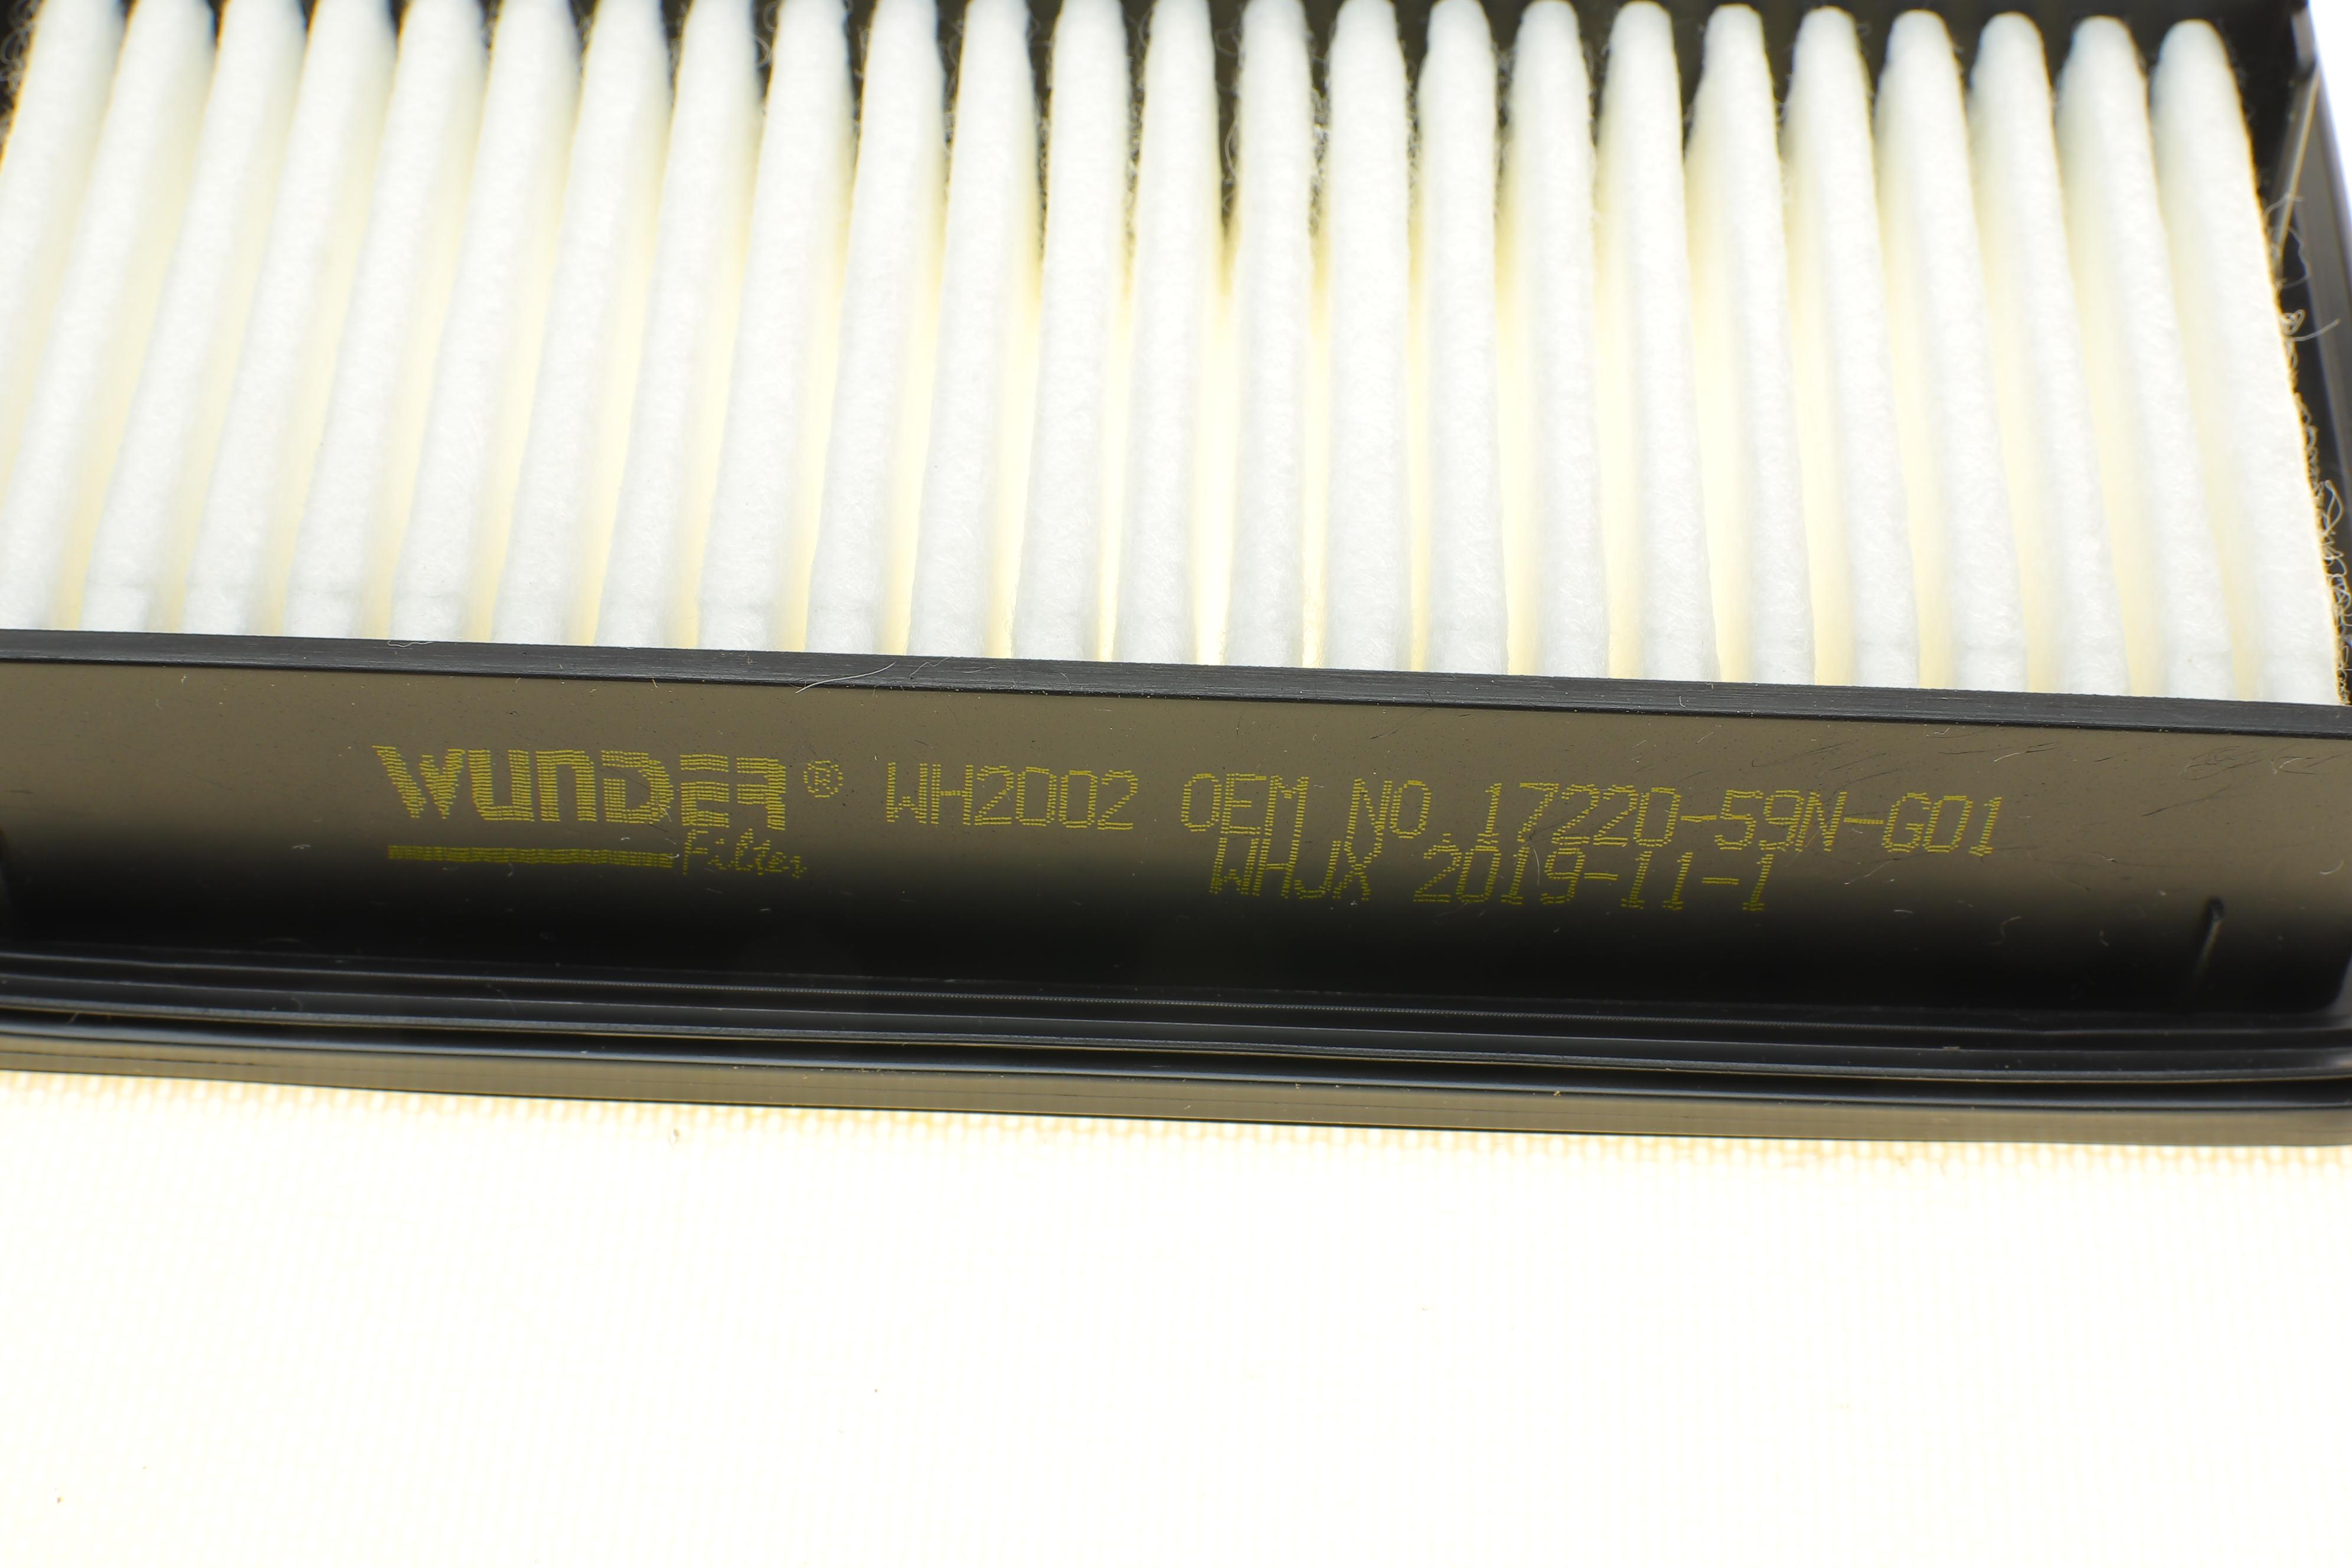 WUNDER® WH2002 OEM NO. 17220-59N-G01
Filter WHJX 2019-11-1